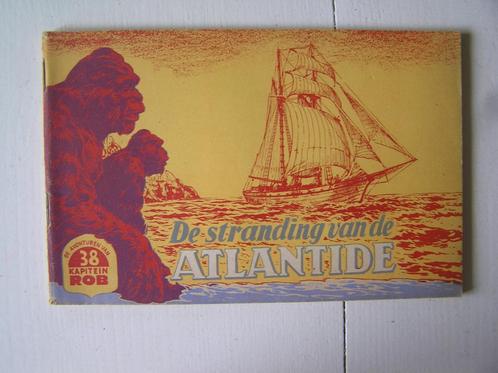 De stranding van de
ATLANTIDE
DE AVONTUREN VAN
38
KAPITEIN
ROB